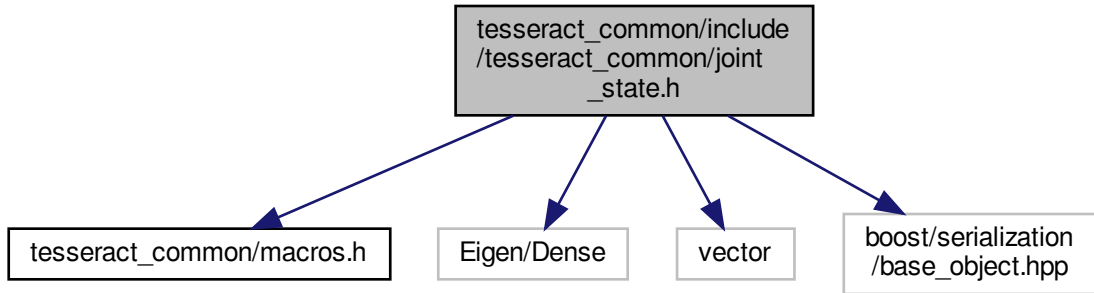 tesseract_common/include
/tesseract_common/joint
_state.h
tesseract_common/macros.h
Eigen/Dense
vector
boost/serialization
/base_object.hpp